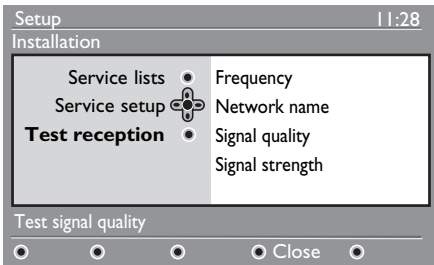 Setup 11:28
Installation
Service lists Frequency
Service setup Network name
Test reception Signal quality
Signal strength
Test signal quality
Close